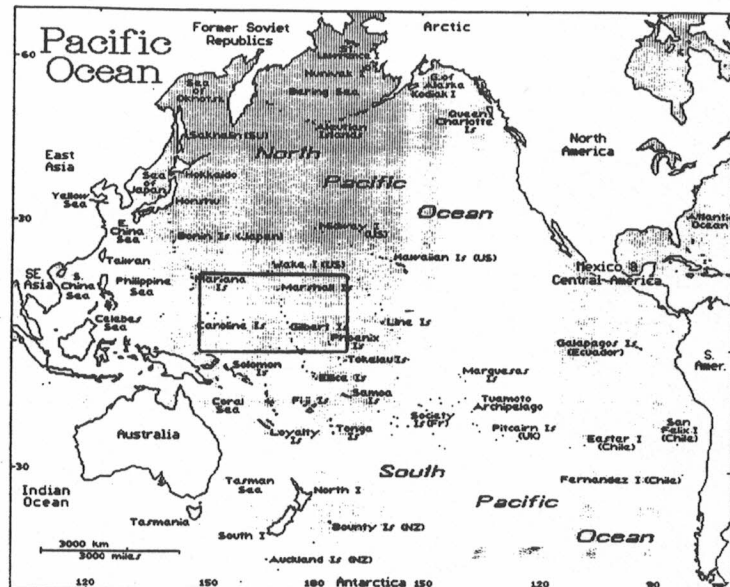 Pacific
Ocean
Former Soviet
Republics
Arctic
60
St
Lawrence I
Nunivak I
Bering Sea
G. of
Alaska
Kodiak I
Sea
of
Okhotsk
Queen
Charlotte
Is
Sakhalin (SU)
Aleutian
Islands
North
America
East
Asia
North
Pacific
Ocean
Sea
of
Japan
Hokkaido
Yellow
Sea
Honshu
30
E.
China
Sea
Midway I
(US)
Atlantic
Ocean
Bonin Is (Japan)
Taiwan
Wake I (US)
Hawaiian Is (US)
Mexico &
Central America
SE
Asia
S.
China
Sea
Philippine
Sea
Mariana
Is
Marshall Is
Celebes
Sea
Caroline Is
Gilbert Is
Line Is
Phoenix
Is
Galapagos Is
(Ecuador)
S.
Amer.
Tokelau Is
Solomon
Is
Ellice Is
Marquesas
Is
Samoa
Is
Coral
Sea
Fiji Is
Tuamoto
Archipelago
Society
Is (Fr)
Australia
Loyalty
Is
Tonga
Is
Pitcairn Is
(UK)
San
Felix I
(Chile)
Easter I
(Chile)
30
South
Pacific
Ocean
Indian
Ocean
Tasman
Sea
North I
Fernandez I (Chile)
Tasmania
South I
Bounty Is (NZ)
3000 km
3000 miles
Auckland Is (NZ)
120
150
180
Antarctica
150
120
90